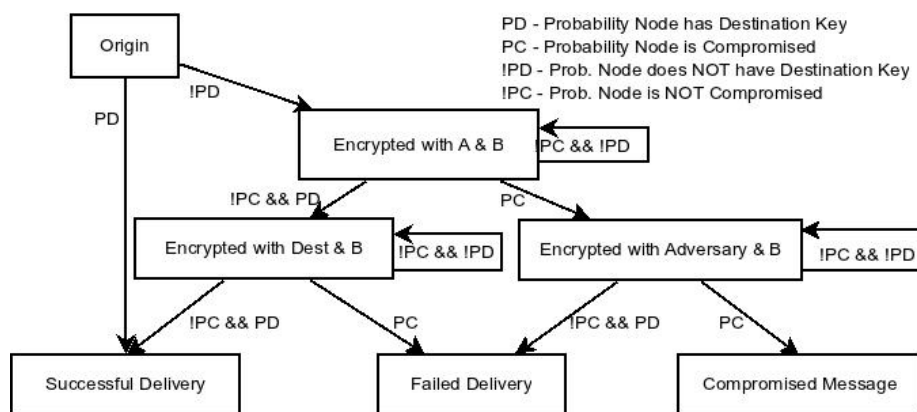 PD - Probability Node has Destination Key
PC - Probability Node is Compromised
!PD - Prob. Node does NOT have Destination Key
!PC - Prob. Node is NOT Compromised
Origin
!PD
PD
Encrypted with A & B
!PC && !PD
!PC && PD
PC
Encrypted with Dest & B
!PC && !PD
Encrypted with Adversary & B
!PC && !PD
!PC && PD
PC
!PC && PD
PC
Successful Delivery
Failed Delivery
Compromised Message